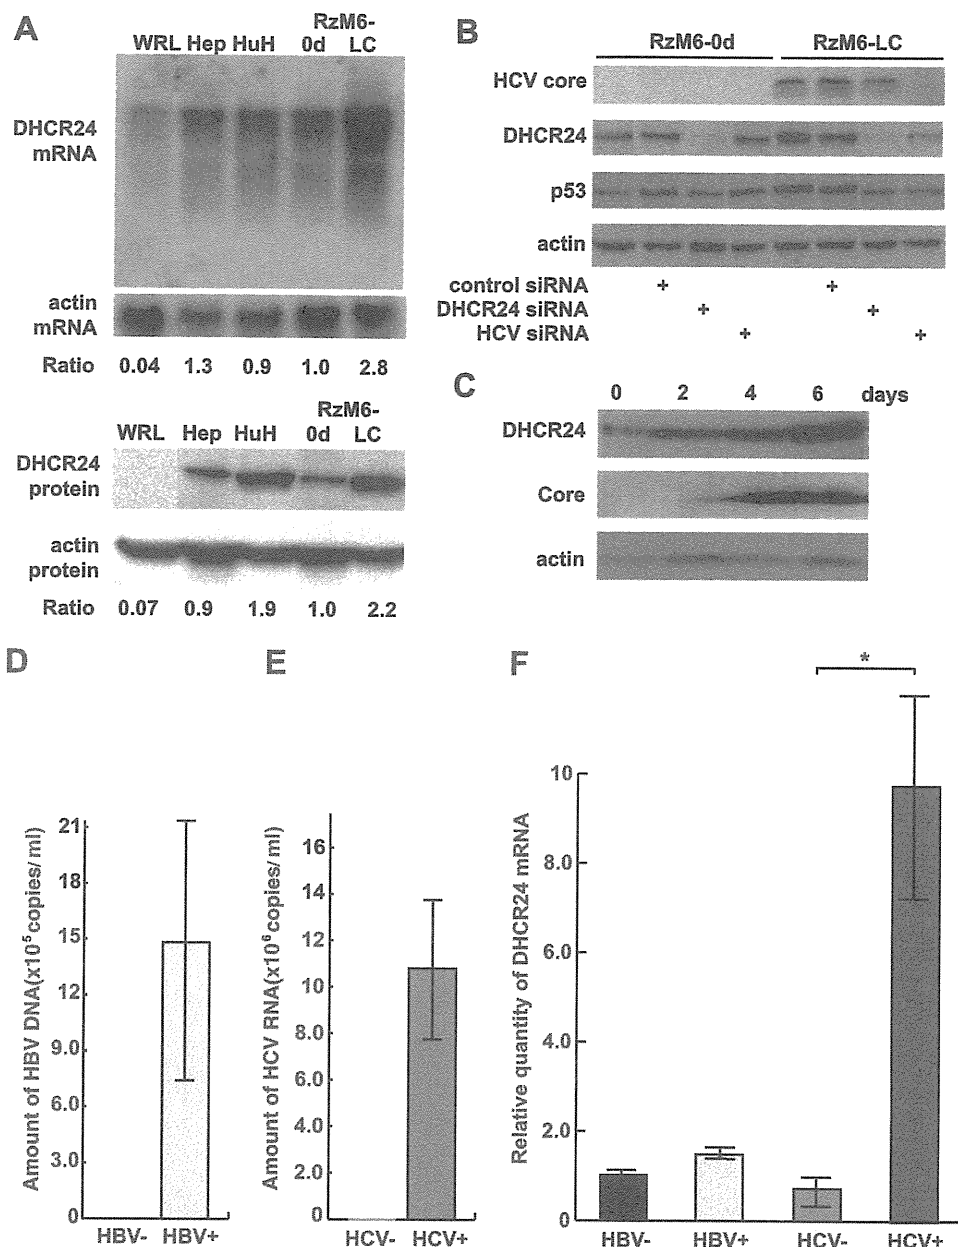 A
RzM6-
WRL Hep HuH 0d LC
DHCR24
mRNA
actin
mRNA
Ratio 0.04 1.3 0.9 1.0 2.8
RzM6-
WRL Hep HuH 0d LC
DHCR24
protein
actin
protein
Ratio 0.07 0.9 1.9 1.0 2.2
B
RzM6-0d RzM6-LC
HCV core
DHCR24
p53
actin
control siRNA + +
DHCR24 siRNA + +
HCV siRNA + +
C
0 2 4 6 days
DHCR24
Core
actin
D
Amount of HBV DNA(x10⁵copies/ml)
21
18
15
12
9.0
6.0
3.0
0
HBV- HBV+
E
Amount of HCV RNA(x10⁶copies/ml)
16
14
12
10
8.0
6.0
4.0
2.0
0
HCV- HCV+
F
*
Relative quantity of DHCR24 mRNA
10
8.0
6.0
4.0
2.0
0
HBV- HBV+ HCV- HCV+